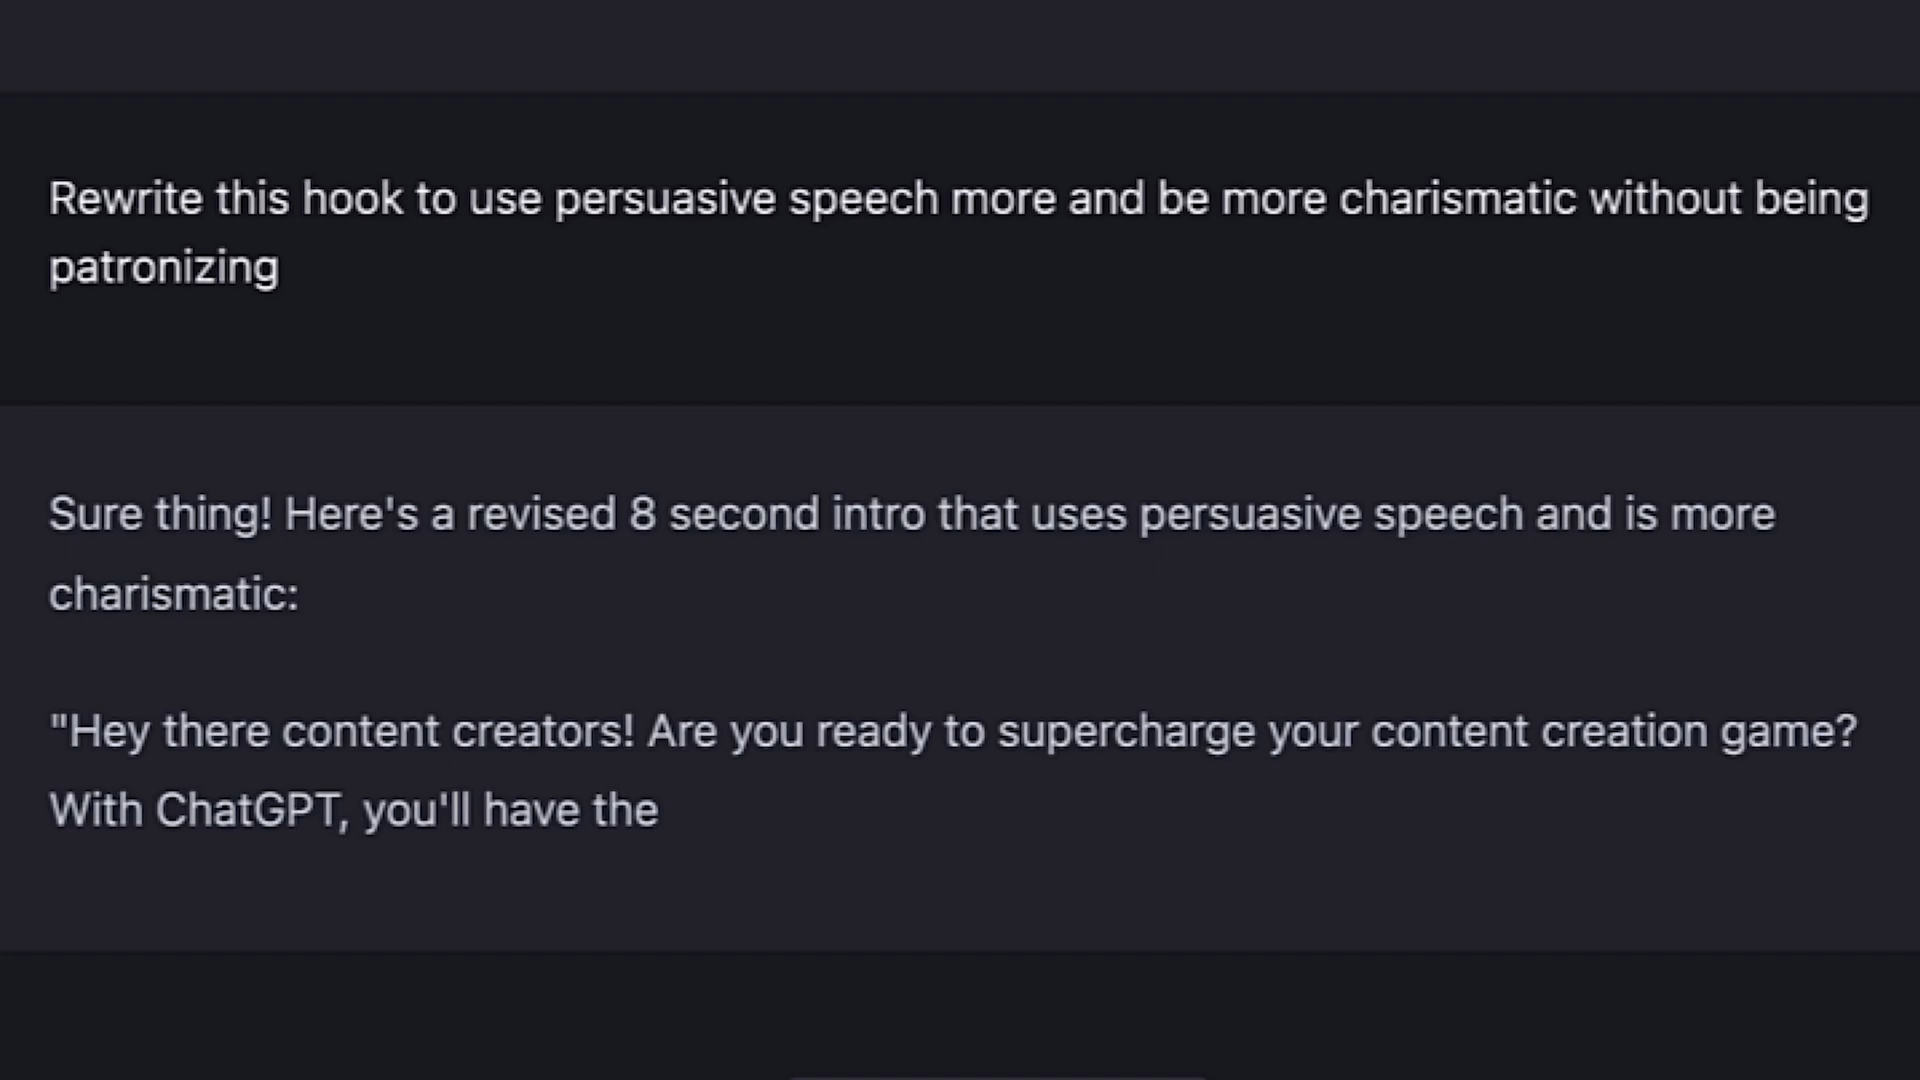 Rewrite this hook to use persuasive speech more and be more charismatic without being
patronizing
Sure thing! Here's a revised 8 second intro that uses persuasive speech and is more
charismatic:
"Hey there content creators! Are you ready to supercharge your content creation game?
With ChatGPT, you'll have the